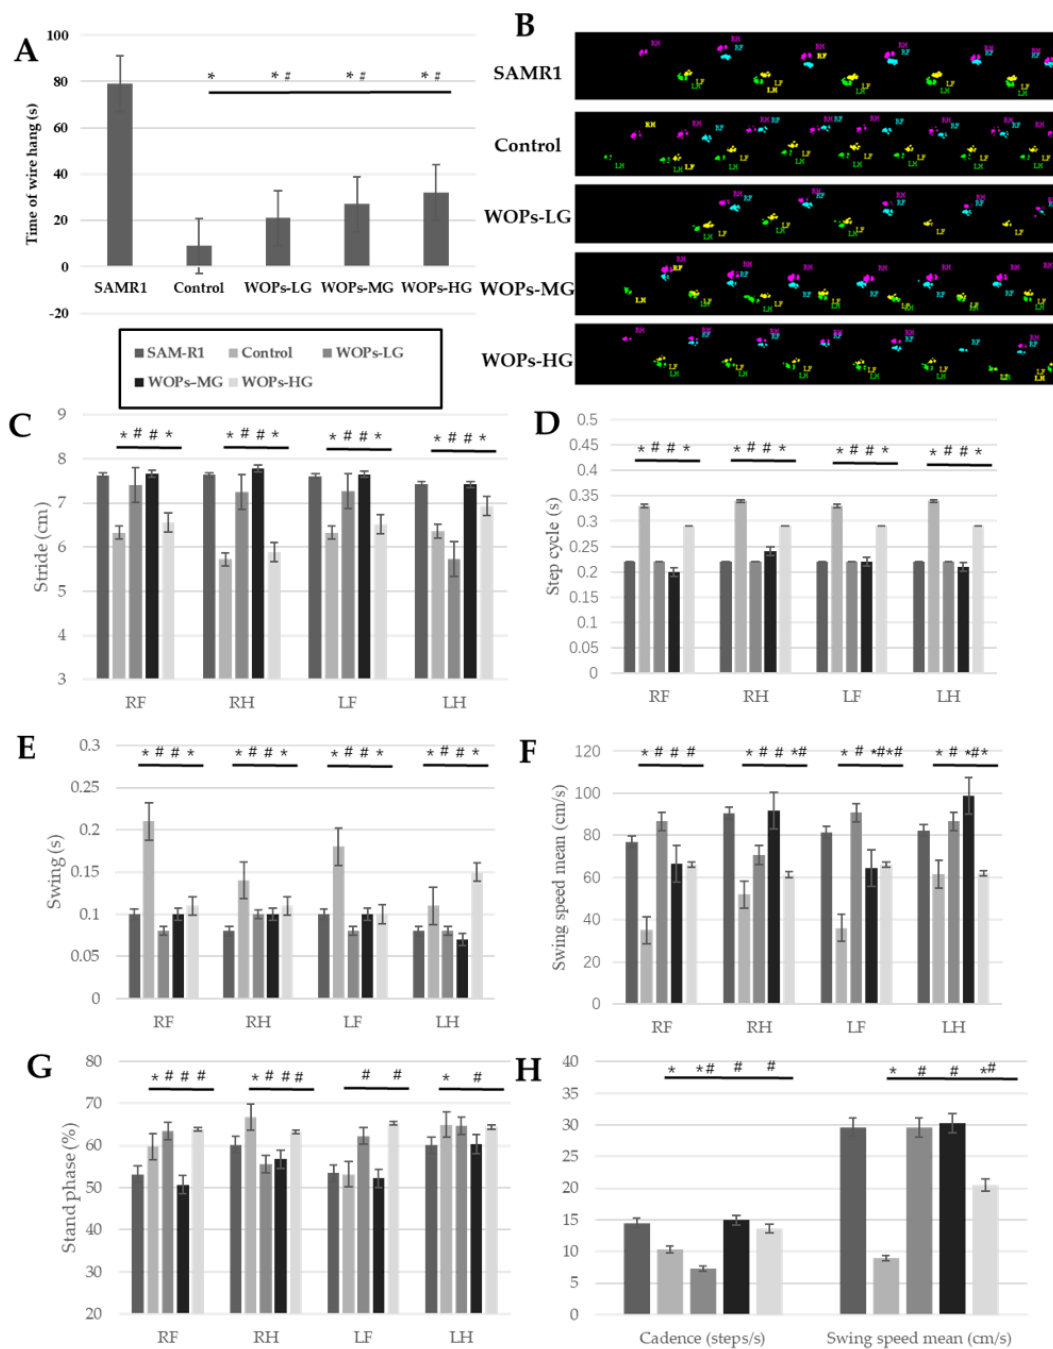 A
100
80
60
40
20
0
-20
Time of wire hang (s)
* * # * # * #
SAMR1 Control WOPs-LG WOPs-MG WOPs-HG
B
SAMR1
Control
WOPs-LG
WOPs-MG
WOPs-HG
RH RF LF LH
SAM-R1 Control WOPs-LG
WOPs-MG WOPs-HG
C
9
8
7
6
5
4
3
Stride (cm)
* # # * * # # * * # # * * # # *
RF RH LF LH
D
0.5
0.45
0.4
0.35
0.3
0.25
0.2
0.15
0.1
0.05
0
Step cycle (s)
* # # * * # # * * # # * * # # *
RF RH LF LH
E
0.3
0.25
0.2
0.15
0.1
0.05
0
Swing (s)
* # # * * # # * * # # * * # # *
RF RH LF LH
F
120
100
80
60
40
20
0
Swing speed mean (cm/s)
* # # # * # # *# * # *#*# * # *#*
RF RH LF LH
G
80
70
60
50
40
30
20
Stand phase (%)
* # # # * # # # # # * #
RF RH LF LH
H
40
35
30
25
20
15
10
5
0
* *# # # * # # *#
Cadence (steps/s) Swing speed mean (cm/s)